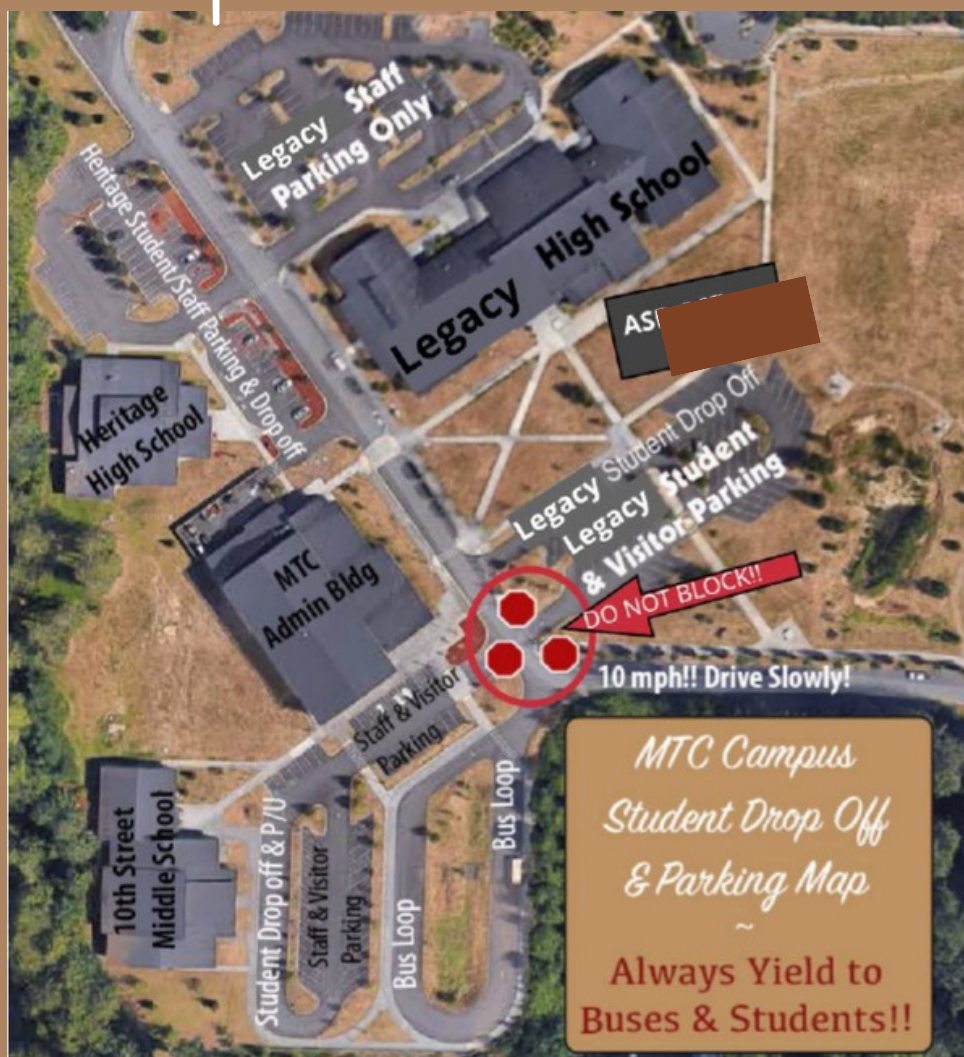 Legacy Staff
Parking Only
Legacy High School
Heritage Student/Staff Parking & Drop off
Heritage
High School
Legacy Student Drop Off
Legacy Student
& Visitor Parking
DO NOT BLOCK!!
MTC
Admin Bldg
10 mph!! Drive Slowly!
Staff & Visitor
Parking
10th Street
Middle School
Student Drop off & P/U
Staff & Visitor
Parking
Bus Loop
Bus Loop
MTC Campus
Student Drop Off
& Parking Map
~
Always Yield to
Buses & Students!!